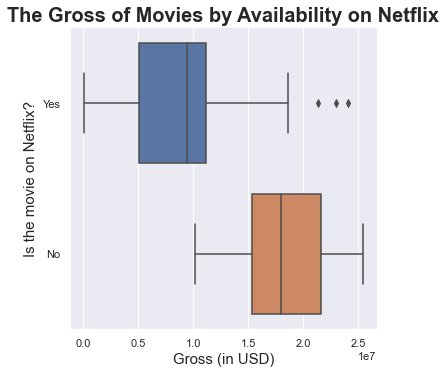 The Gross of Movies by Availability on Netflix
Is the movie on Netflix?
Yes
No
0.0 0.5 1.0 1.5 2.0 2.5
1e7
Gross (in USD)